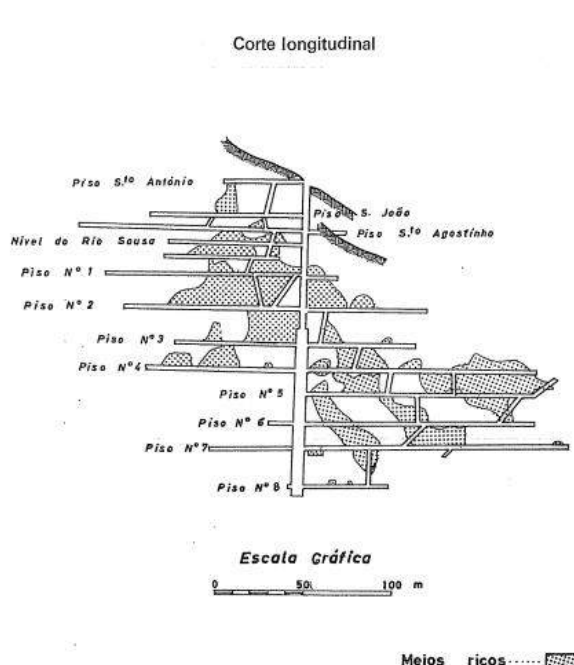 Corte longitudinal
Piso S.to António
Piso S. João
Piso S.to Agostinho
Nivel do Rio Sousa
Piso Nº 1
Piso Nº 2
Piso Nº 3
Piso Nº 4
Piso Nº 5
Piso Nº 6
Piso Nº 7
Piso Nº 8
Escala Gráfica
0 50 100 m
Meios ricos ......